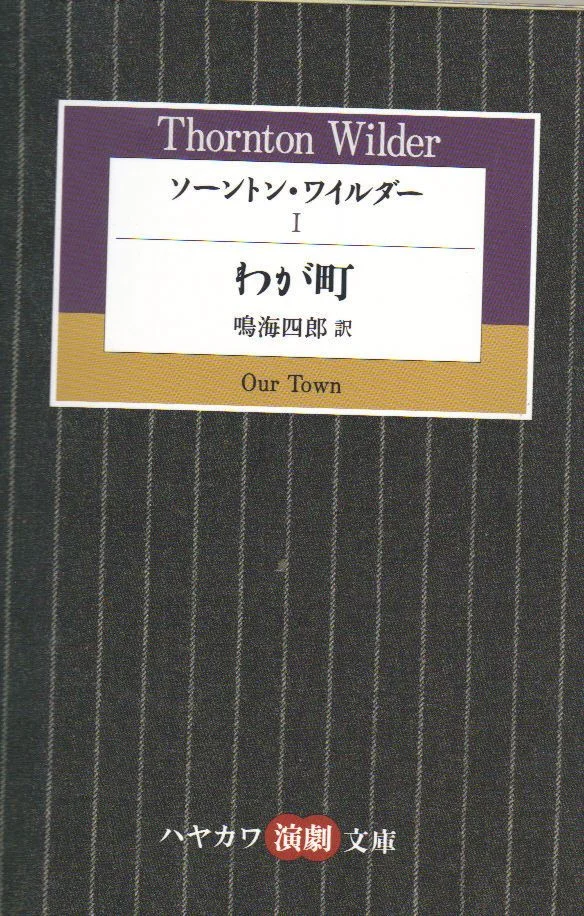 Thornton Wilder
ソーントン・ワイルダー
I
わが町
鳴海四郎 訳
Our Town
ハヤカワ演劇文庫